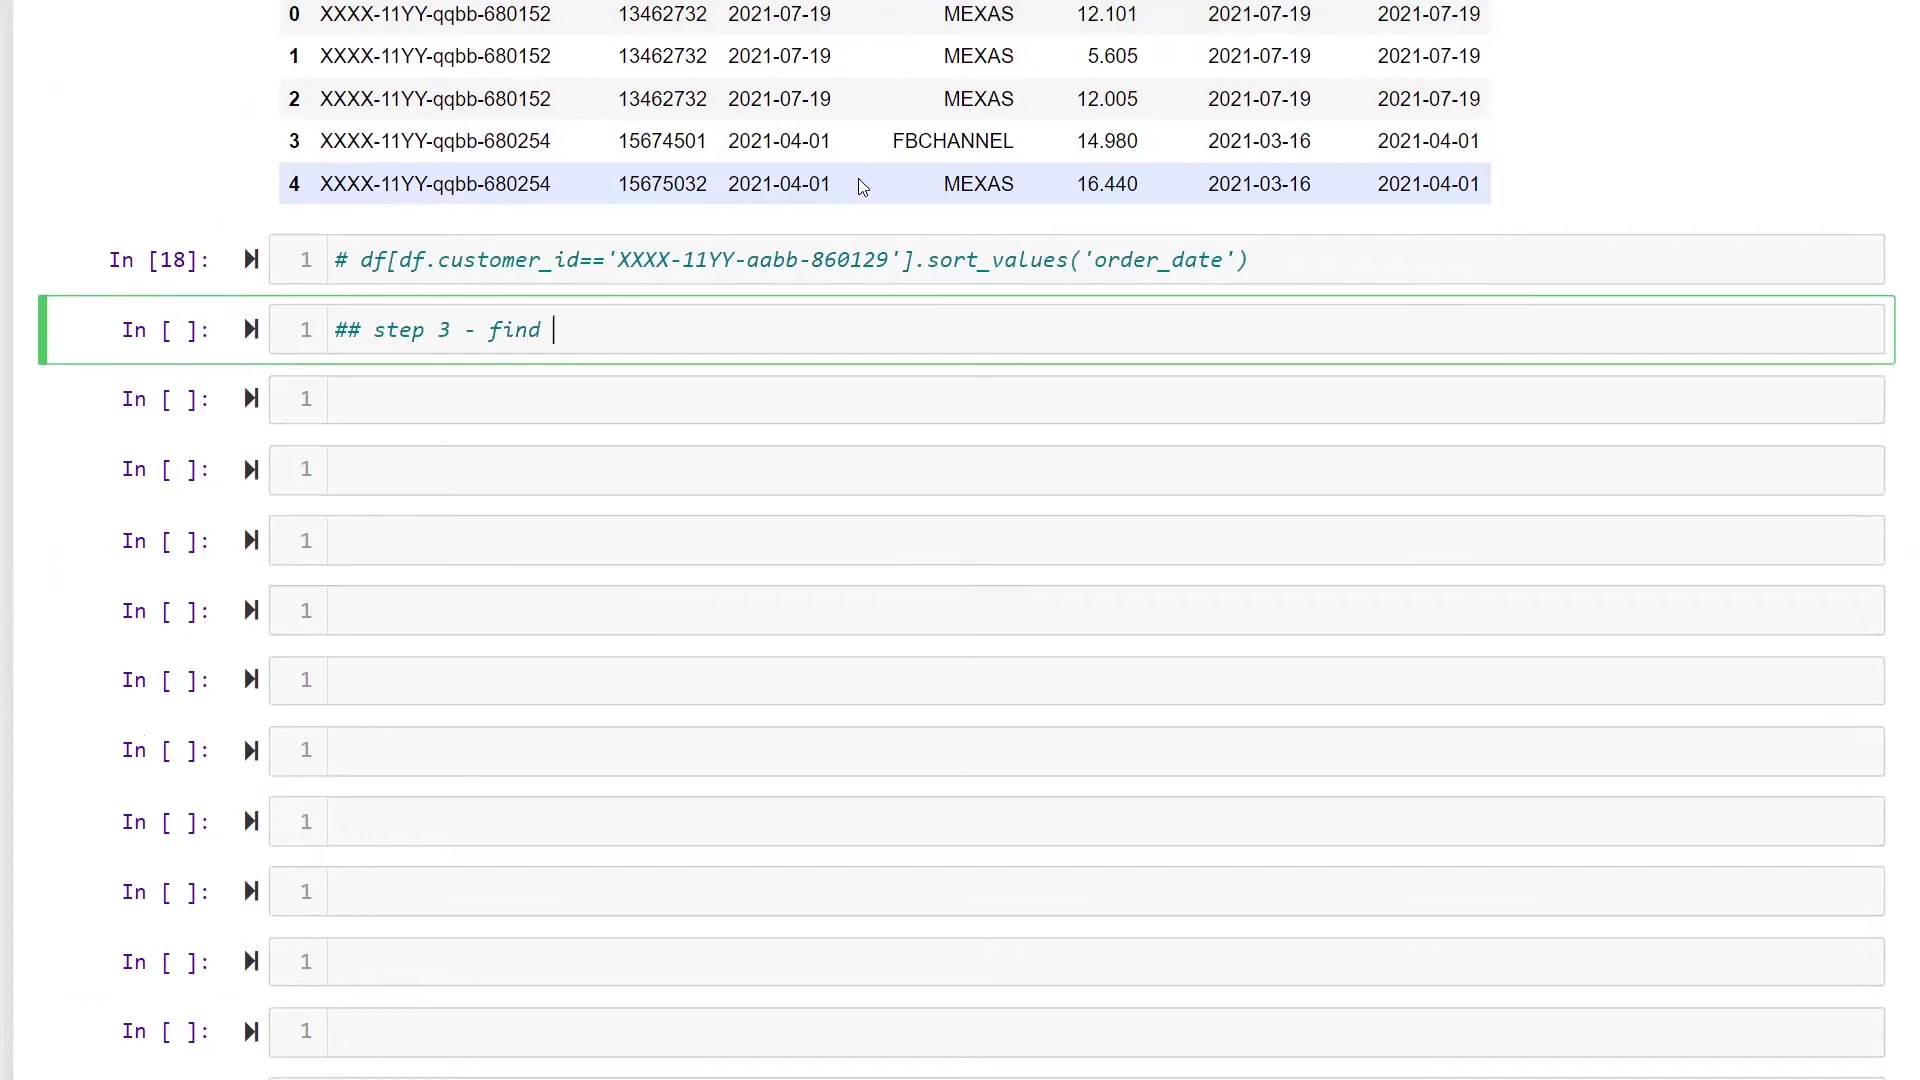 0 XXXX-11YY-qqbb-680152 13462732 2021-07-19 MEXAS 12.101 2021-07-19 2021-07-19
1 XXXX-11YY-qqbb-680152 13462732 2021-07-19 MEXAS 5.605 2021-07-19 2021-07-19
2 XXXX-11YY-qqbb-680152 13462732 2021-07-19 MEXAS 12.005 2021-07-19 2021-07-19
3 XXXX-11YY-qqbb-680254 15674501 2021-04-01 FBCHANNEL 14.980 2021-03-16 2021-04-01
4 XXXX-11YY-qqbb-680254 15675032 2021-04-01 MEXAS 16.440 2021-03-16 2021-04-01
In [18]: 1 # df[df.customer_id=='XXXX-11YY-aabb-860129'].sort_values('order_date')
In [ ]: 1 ## step 3 - find
In [ ]: 1
In [ ]: 1
In [ ]: 1
In [ ]: 1
In [ ]: 1
In [ ]: 1
In [ ]: 1
In [ ]: 1
In [ ]: 1
In [ ]: 1